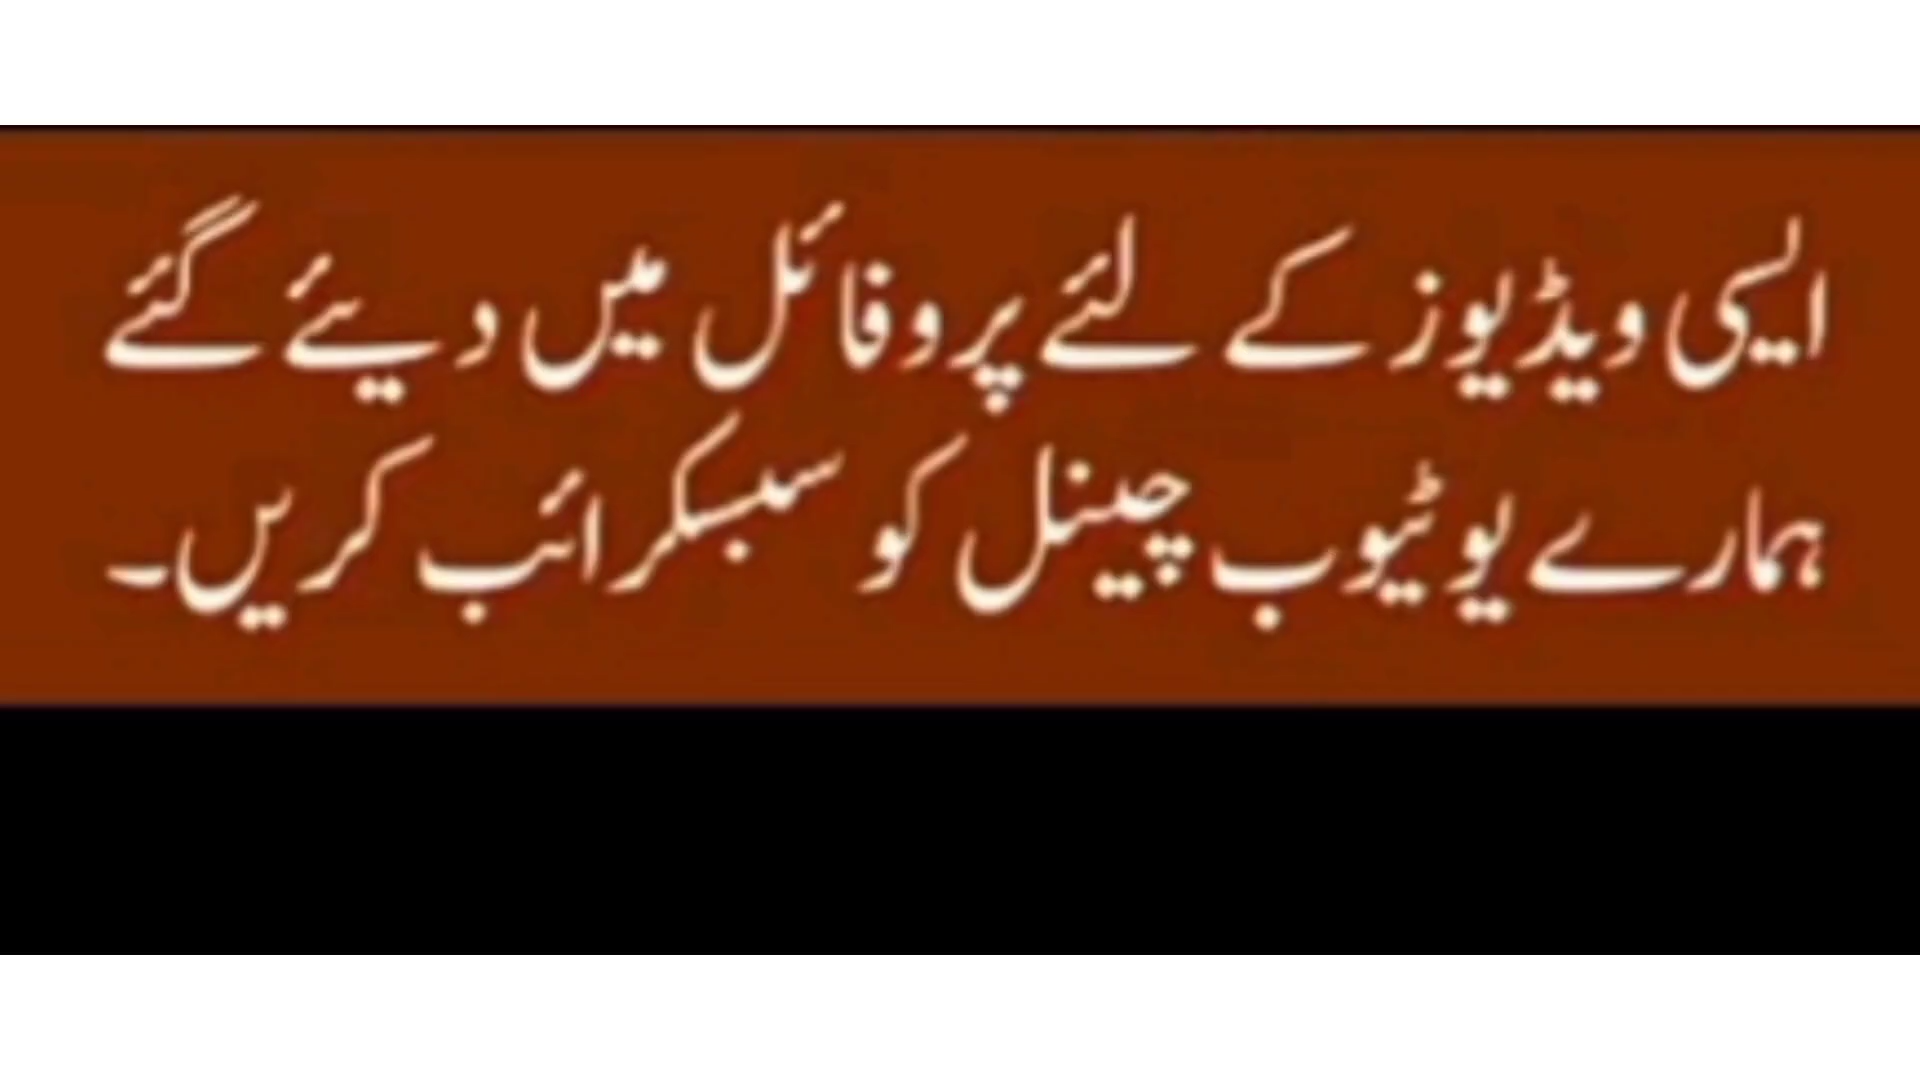 ایسی ویڈیوز کے لئے پروفائل میں دیئے گئے
ہمارے یوٹیوب چینل کو سبسکرائب کریں۔